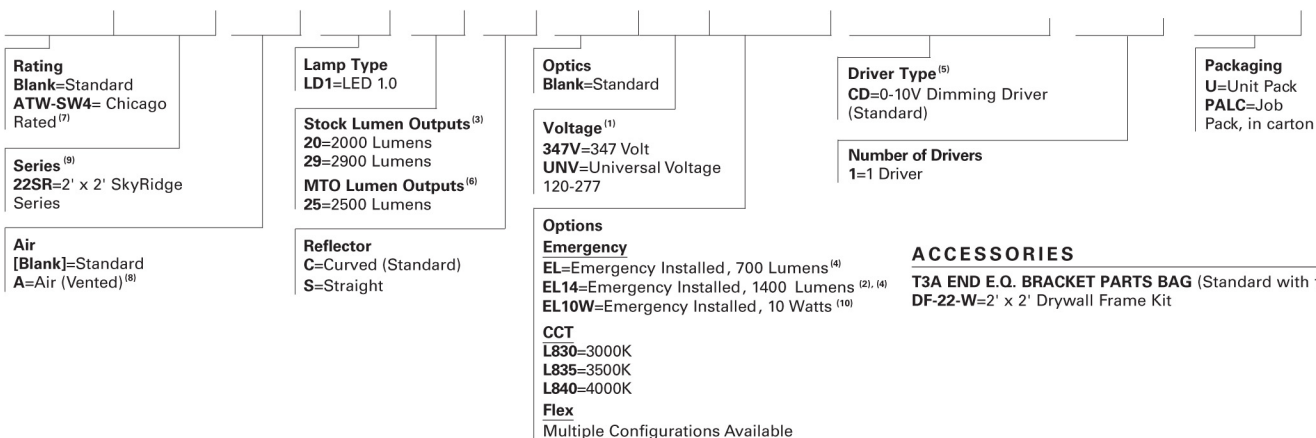 Rating
Blank=Standard
ATW-SW4= Chicago
Rated (7)
Series (9)
22SR=2' x 2' SkyRidge
Series
Air
[Blank]=Standard
A=Air (Vented) (8)
Lamp Type
LD1=LED 1.0
Stock Lumen Outputs (3)
20=2000 Lumens
29=2900 Lumens
MTO Lumen Outputs (6)
25=2500 Lumens
Reflector
C=Curved (Standard)
S=Straight
Optics
Blank=Standard
Voltage (1)
347V=347 Volt
UNV=Universal Voltage
120-277
Options
Emergency
EL=Emergency Installed, 700 Lumens (4)
EL14=Emergency Installed, 1400 Lumens (2), (4)
EL10W=Emergency Installed, 10 Watts (10)
CCT
L830=3000K
L835=3500K
L840=4000K
Flex
Multiple Configurations Available
Driver Type (5)
CD=0-10V Dimming Driver
(Standard)
Number of Drivers
1=1 Driver
Packaging
U=Unit Pack
PALC=Job
Pack, in carton
ACCESSORIES
T3A END E.Q. BRACKET PARTS BAG (Standard with
DF-22-W=2' x 2' Drywall Frame Kit